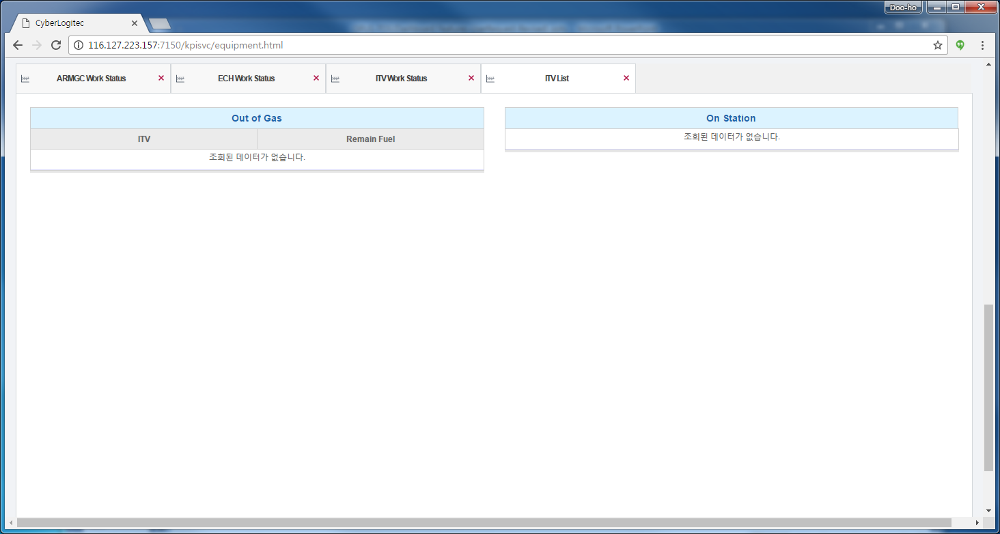 Doo-ho
CyberLogitec
116.127.223.157:7150/kpisvc/equipment.html
ARMGC Work Status
ECH Work Status
ITV Work Status
ITV List
Out of Gas
ITV
Remain Fuel
조회된 데이터가 없습니다.
On Station
조회된 데이터가 없습니다.